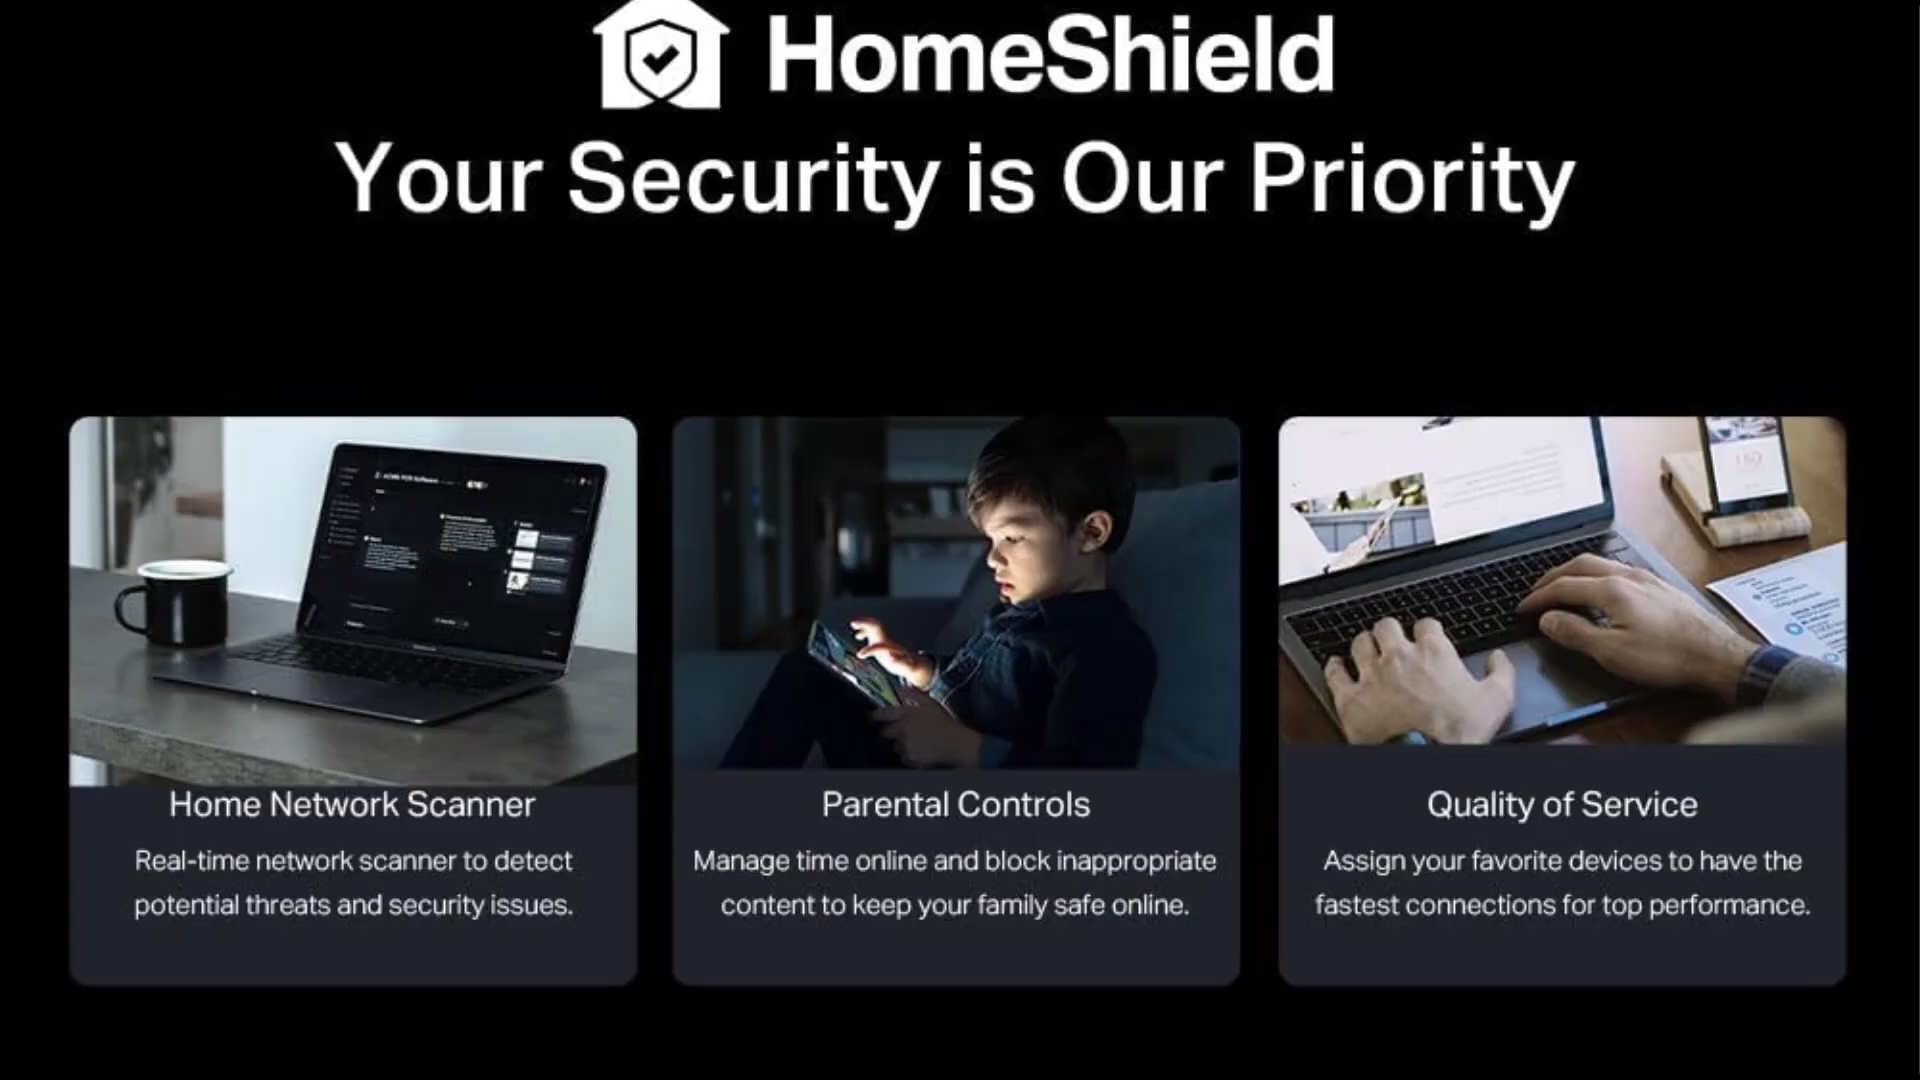 HomeShield
Your Security is Our Priority
Home Network Scanner
Real-time network scanner to detect
potential threats and security issues.
Parental Controls
Manage time online and block inappropriate
content to keep your family safe online.
Quality of Service
Assign your favorite devices to have the
fastest connections for top performance.